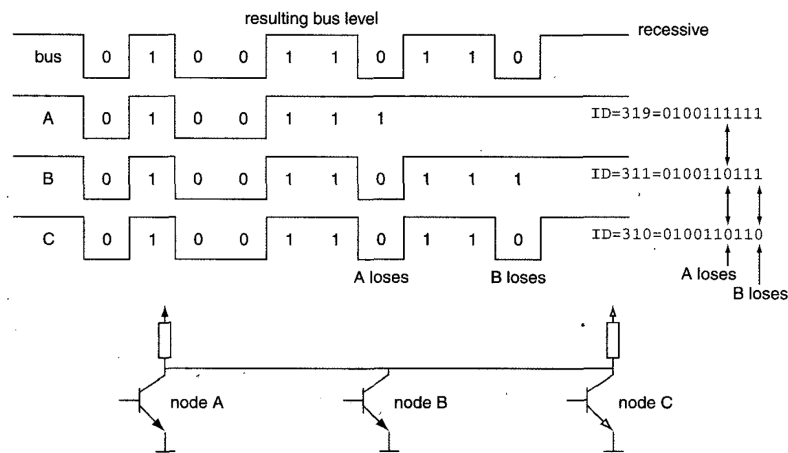 resulting bus level
recessive
bus 0 1 0 0 1 1 0 1 1 0
A 0 1 0 0 1 1 1 ID=319=0100111111
B 0 1 0 0 1 1 0 1 1 1 ID=311=0100110111
C 0 1 0 0 1 1 0 1 1 0 ID=310=0100110110
A loses B loses A loses
B loses
node A node B node C